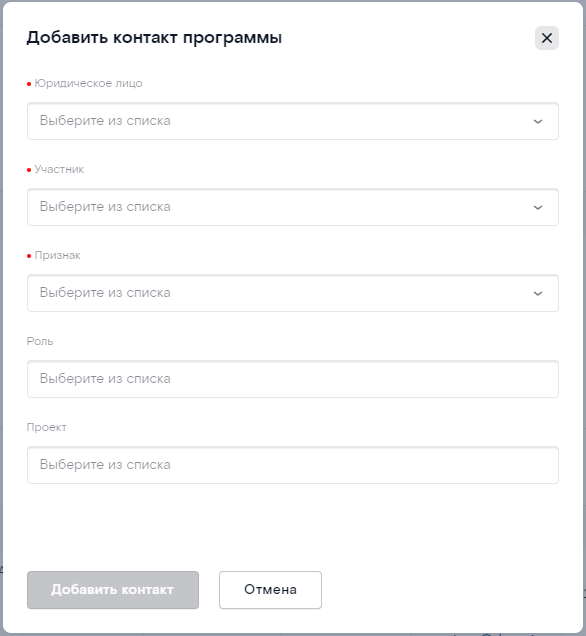 Добавить контакт программы
Юридическое лицо
Выберите из списка
Участник
Выберите из списка
Признак
Выберите из списка
Роль
Выберите из списка
Проект
Выберите из списка
Добавить контакт
Отмена